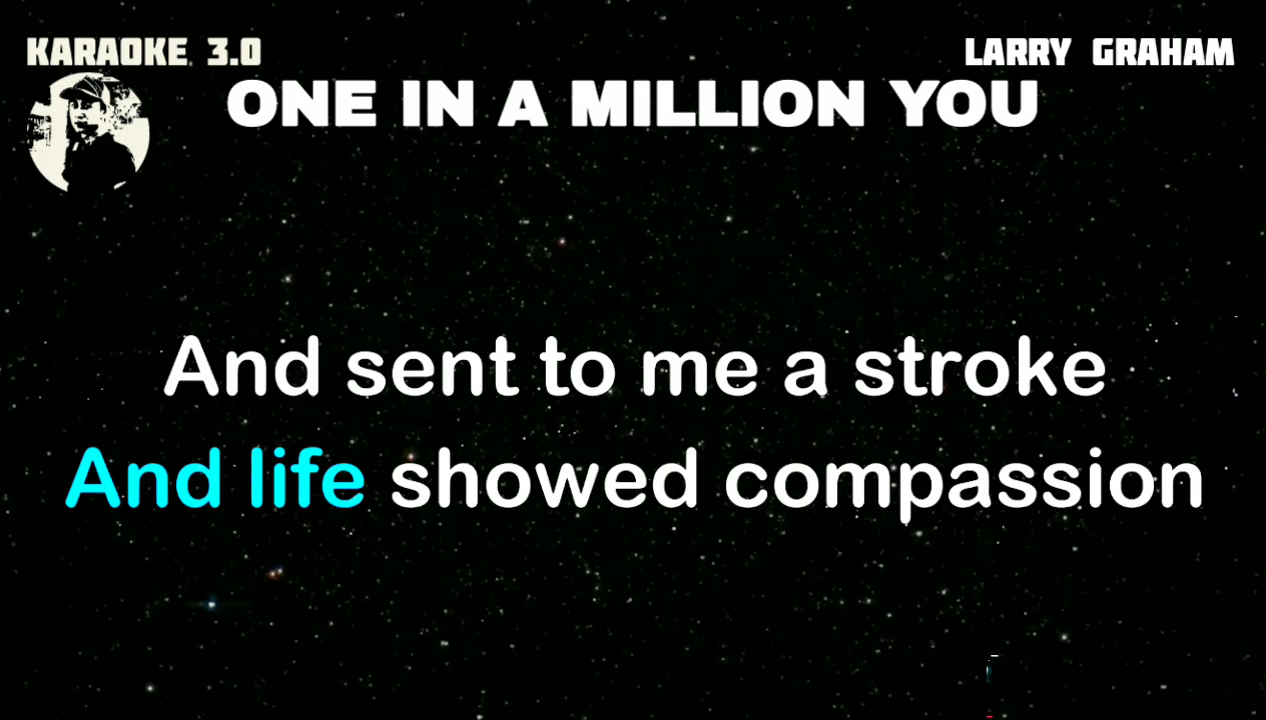 KARAOKE 3.0
LARRY GRAHAM
ONE IN A MILLION YOU
And sent to me a stroke
And life showed compassion